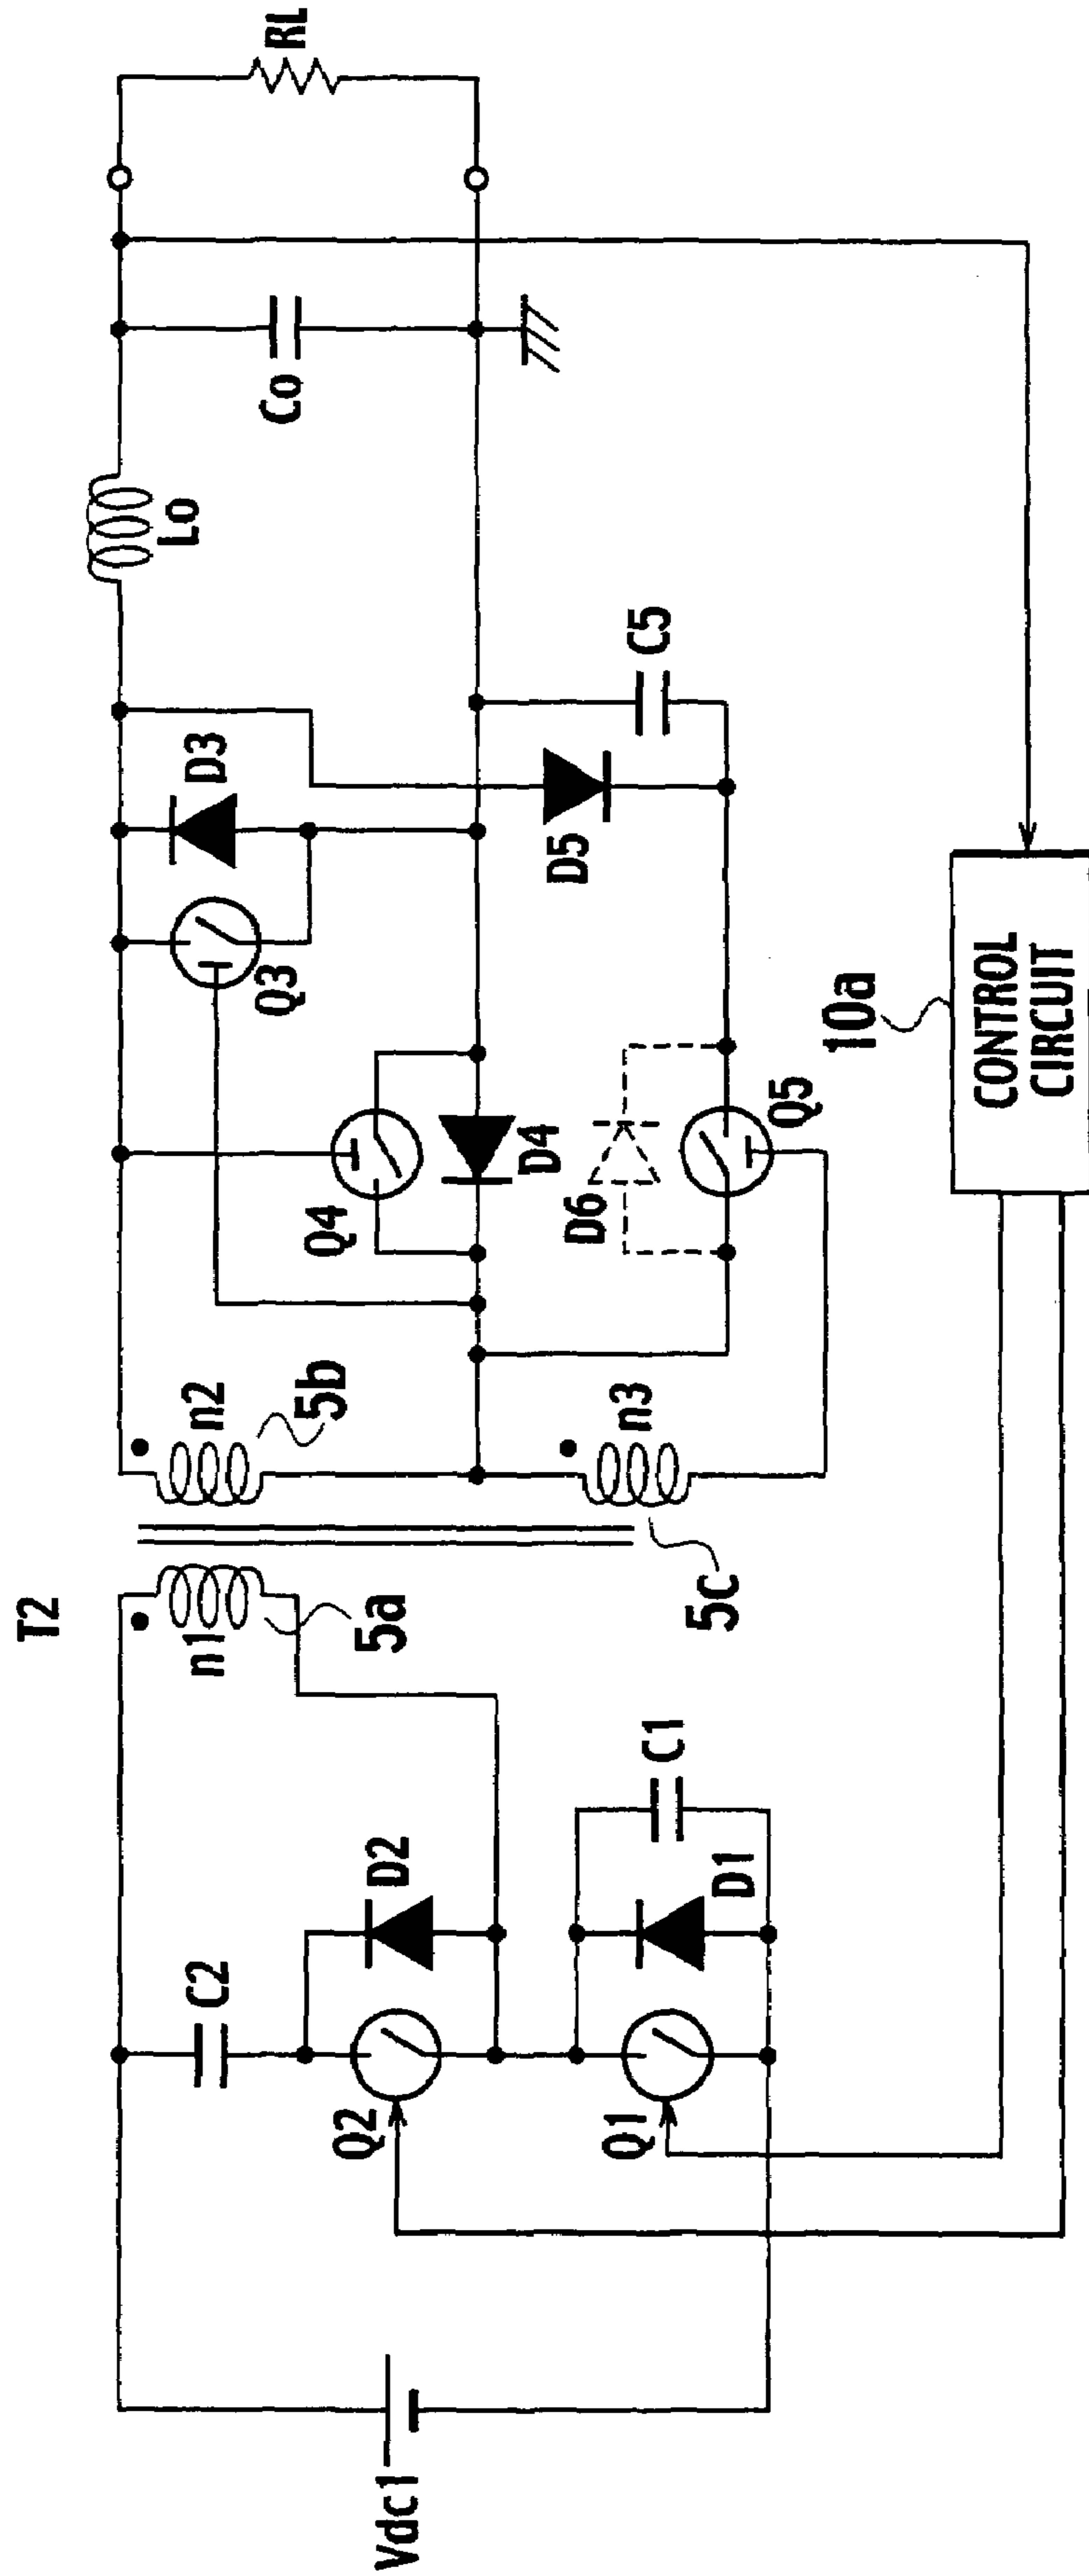 T2
Vdc1
C2
D2
Q2
Q1
D1
C1
n1
5a
n2
5b
n3
5c
Q4
D4
Q3
D3
D6
Q5
D5
C5
Lo
Co
RL
10a
CONTROL
CIRCUIT